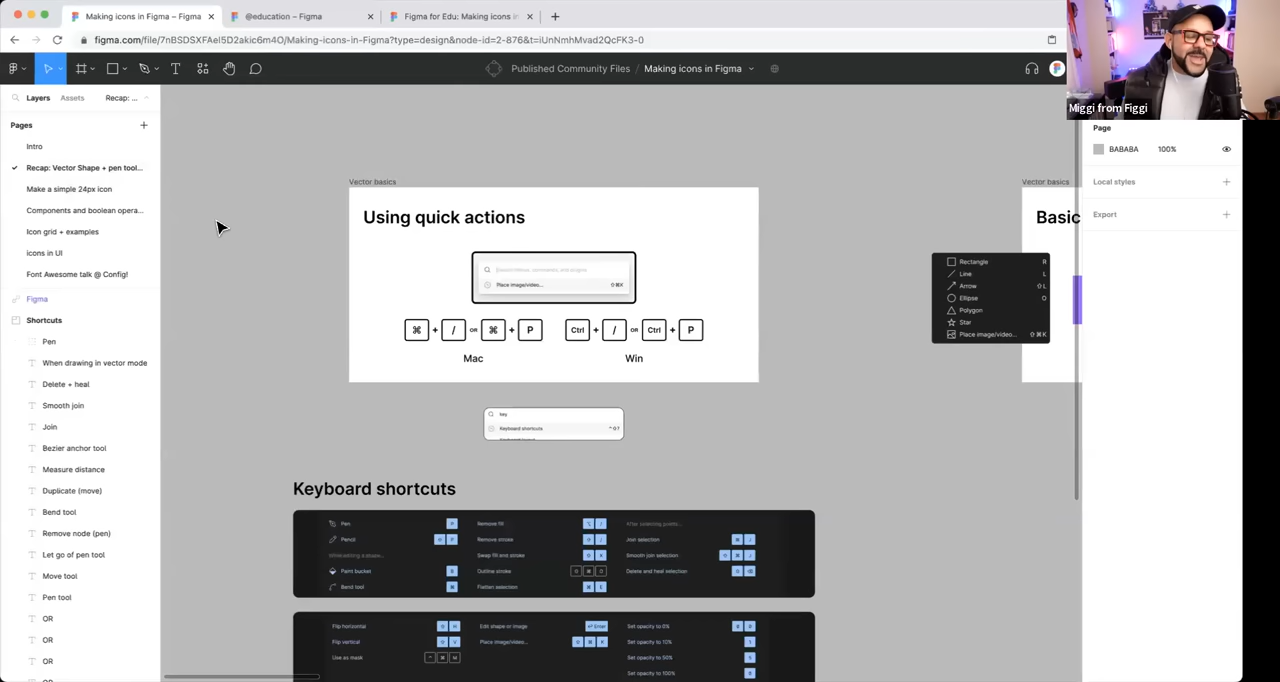 Making icons in Figma – Figma
@education – Figma
Figma for Edu: Making icons in
figma.com/file/7nBSDSXFAeI5D2akic6m4O/Making-icons-in-Figma?type=design&node-id=2-876&t=iUnNmhMvad2QcFK3-0
Published Community Files / Making icons in Figma
Miggi from Figgi
Layers Assets Recap: ...
Pages
Intro
Recap: Vector Shape + pen tool...
Make a simple 24px icon
Components and boolean opera...
Icon grid + examples
icons in UI
Font Awesome talk @ Config!
Figma
Shortcuts
Pen
When drawing in vector mode
Delete + heal
Smooth join
Join
Bezier anchor tool
Measure distance
Duplicate (move)
Bend tool
Remove node (pen)
Let go of pen tool
Move tool
Pen tool
OR
OR
OR
Vector basics
Using quick actions
Place image/video... ⇧⌘K
⌘ + / OR ⌘ + P
Ctrl + / OR Ctrl + P
Mac
Win
key
Keyboard shortcuts ^⇧?
Keyboard shortcuts
Pen P
Pencil
While editing a shape...
Paint bucket B
Bend tool ⌘
Remove fill
Remove stroke
Swap fill and stroke
Outline stroke
Flatten selection
After selecting points...
Join selection
Smooth join selection
Delete and heal selection
Flip horizontal
Flip vertical
Use as mask
Edit shape or image
Place image/video...
Set opacity to 0%
Set opacity to 10%
Set opacity to 50%
Set opacity to 100%
Vector basics
Basic
Rectangle R
Line L
Arrow ⇧L
Ellipse O
Polygon
Star
Place image/video... ⇧⌘K
Page
BABABA 100%
Local styles
Export